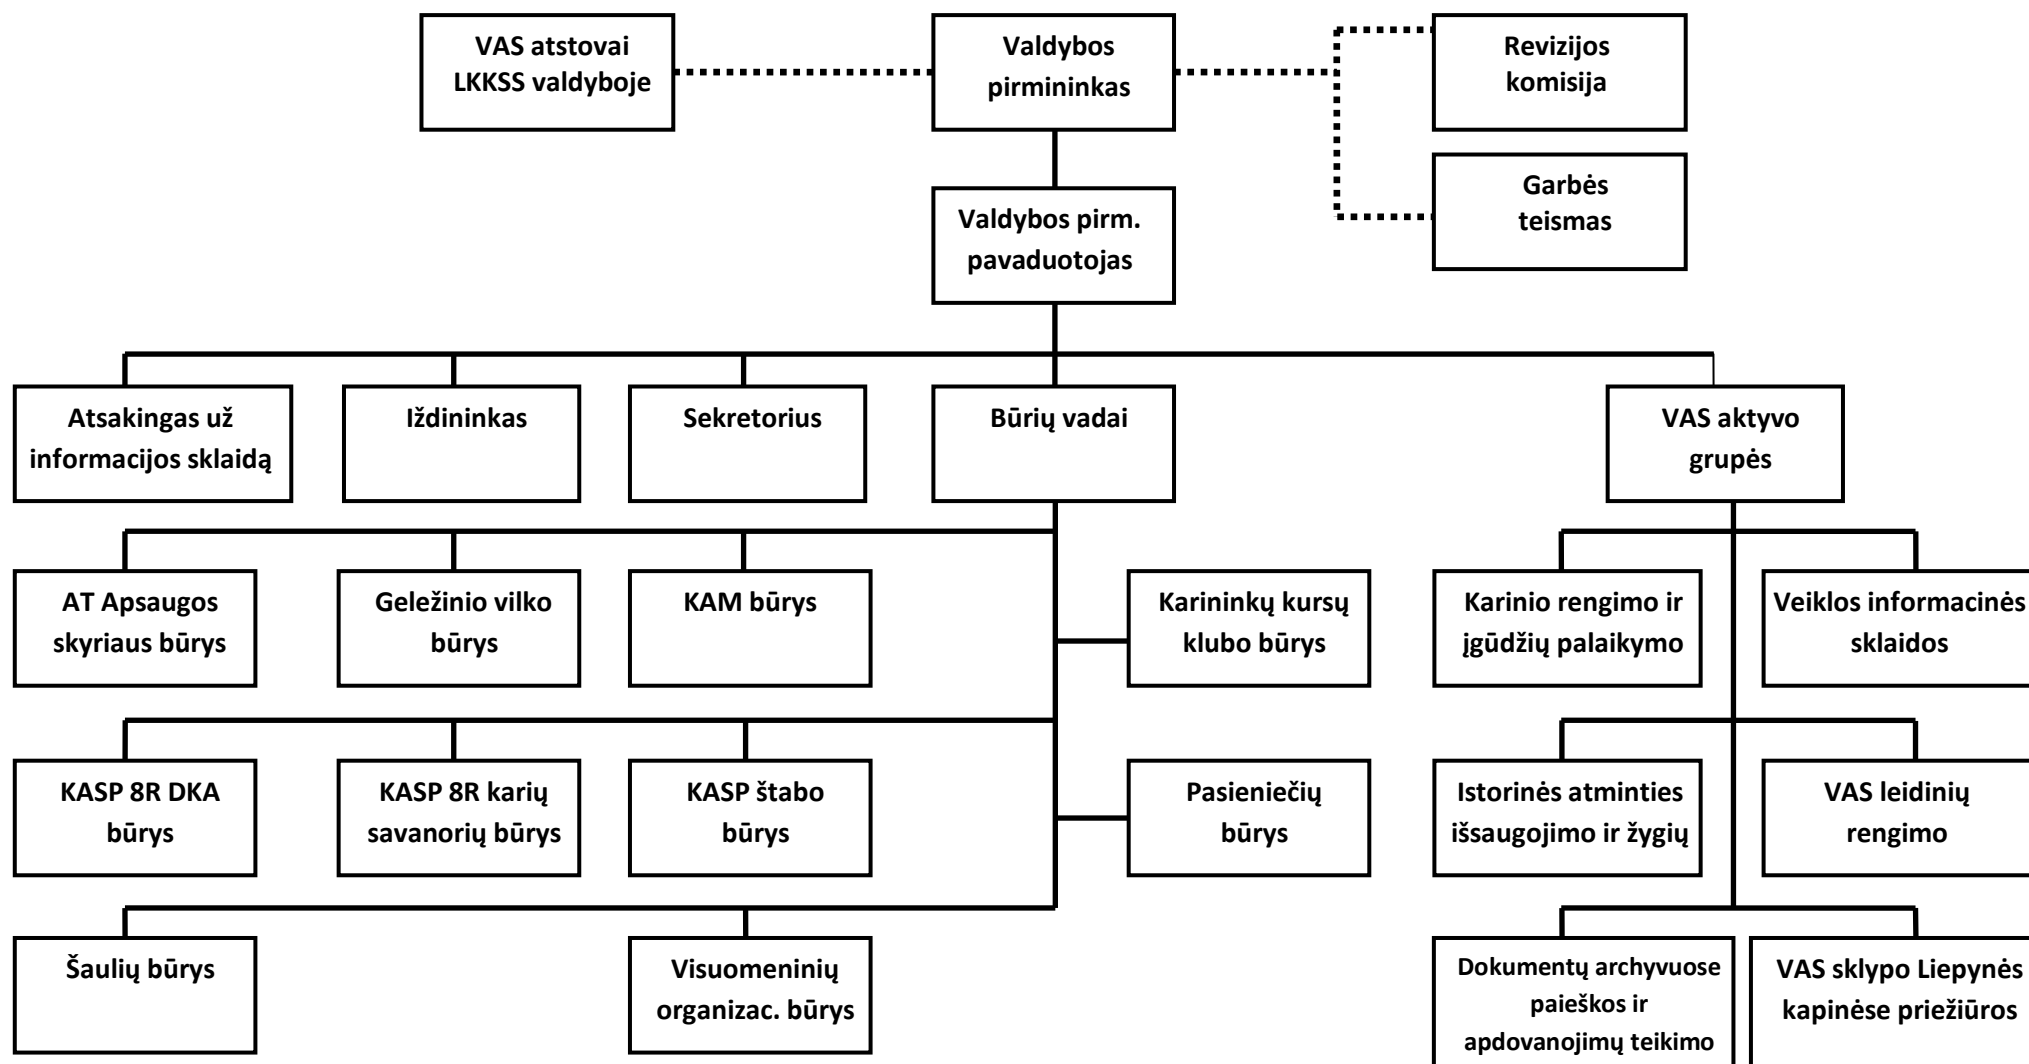 VAS atstovai
LKKSS valdyboje
Valdybos
pirmininkas
Revizijos
komisija
Garbės
teismas
Valdybos pirm.
pavaduotojas
Atsakingas už
informacijos sklaidą
Iždininkas
Sekretorius
Būrių vadai
VAS aktyvo
grupės
AT Apsaugos
skyriaus būrys
Geležinio vilko
būrys
KAM būrys
Karininkų kursų
klubo būrys
Karinio rengimo ir
įgūdžių palaikymo
Veiklos informacinės
sklaidos
KASP 8R DKA
būrys
KASP 8R karių
savanorių būrys
KASP štabo
būrys
Pasieniečių
būrys
Istorinės atminties
išsaugojimo ir žygių
VAS leidinių
rengimo
Šaulių būrys
Visuomeninių
organizac. būrys
Dokumentų archyvuose
paieškos ir
apdovanojimų teikimo
VAS sklypo Liepynės
kapinėse priežiūros